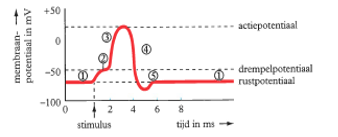 +50
actiepotentiaal
membraan-
potentiaal in mV
0
③
④
②
drempelpotentiaal
−50
①
⑤
①
rustpotentiaal
−100
0
2
4
6
8
stimulus
tijd in ms